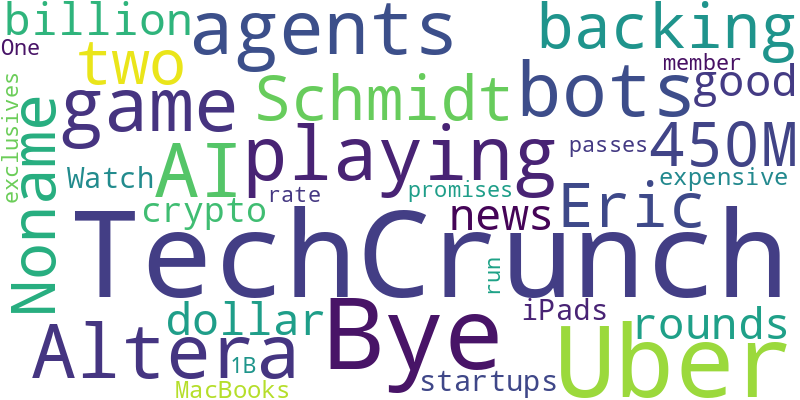 billion
agents
backing
One
two
member
good
exclusives
game
Schmidt
bots
Noname
AI
playing
passes
450M
Watch
crypto
rate
promises
news
Eric
expensive
TechCrunch
run
dollar
Bye
iPads
rounds
Altera
1B
MacBooks
startups
Uber